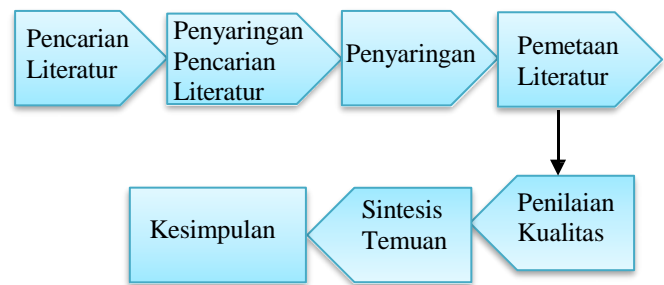 Pencarian
Literatur
Penyaringan
Pencarian
Literatur
Penyaringan
Pemetaan
Literatur
Penilaian
Kualitas
Sintesis
Temuan
Kesimpulan